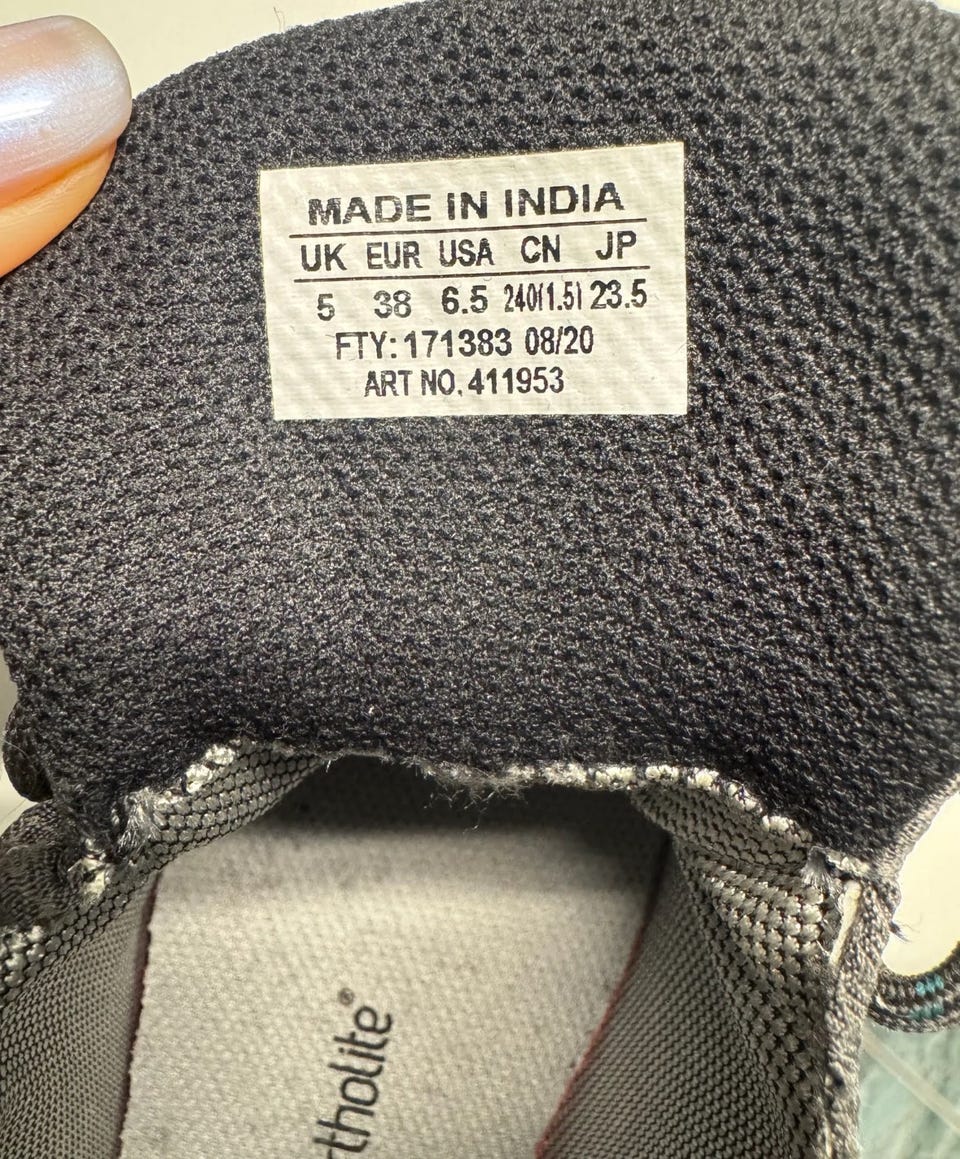 MADE IN INDIA
UK EUR USA CN JP
5 38 6.5 240(1.5) 23.5
FTY: 171383 08/20
ART NO. 411953
rtholite®